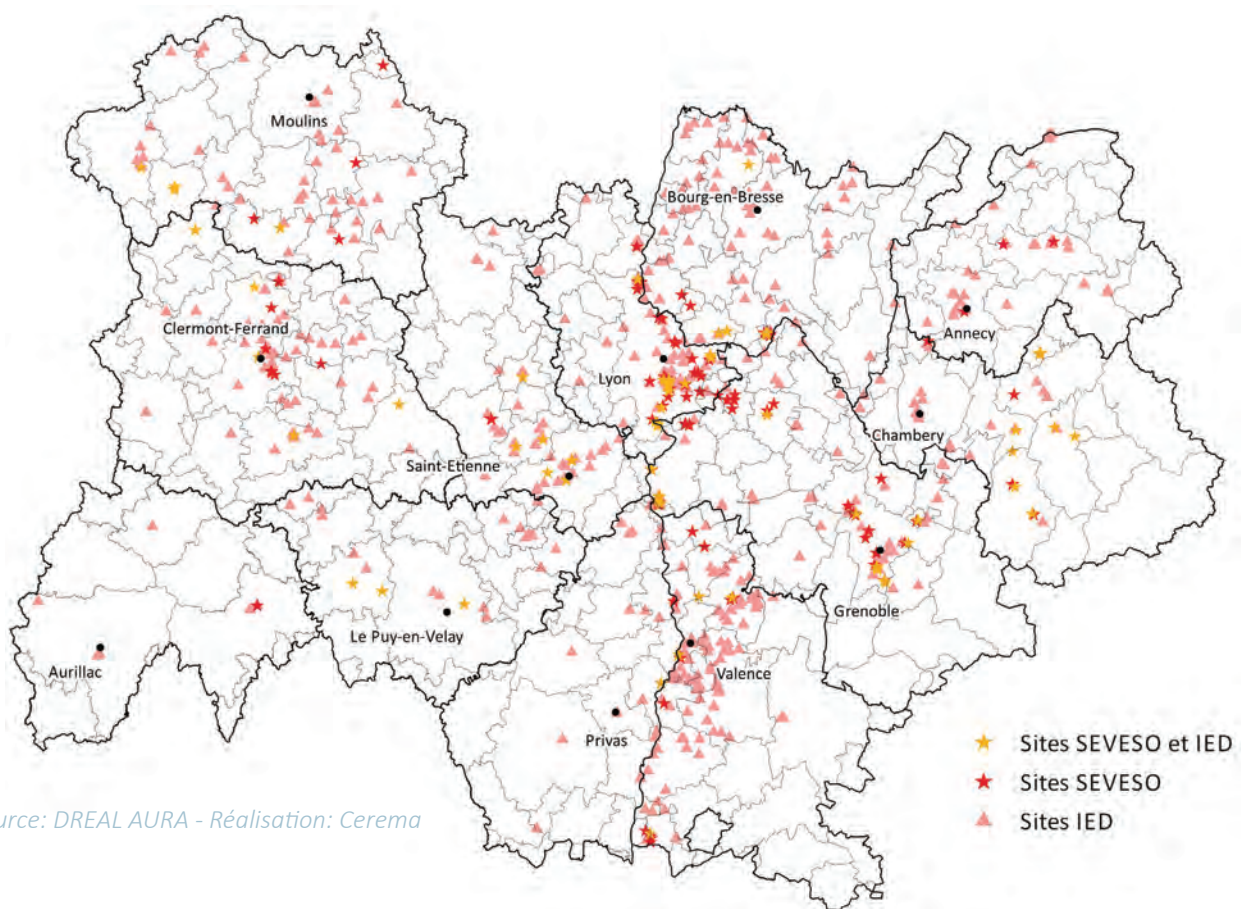 Moulins
Bourg-en-Bresse
Clermont-Ferrand
Annecy
Lyon
Chambery
Saint-Etienne
Grenoble
Le Puy-en-Velay
Aurillac
Valence
Privas
Sites SEVESO et IED
Sites SEVESO
Sites IED
urce: DREAL AURA - Réalisation: Cerema